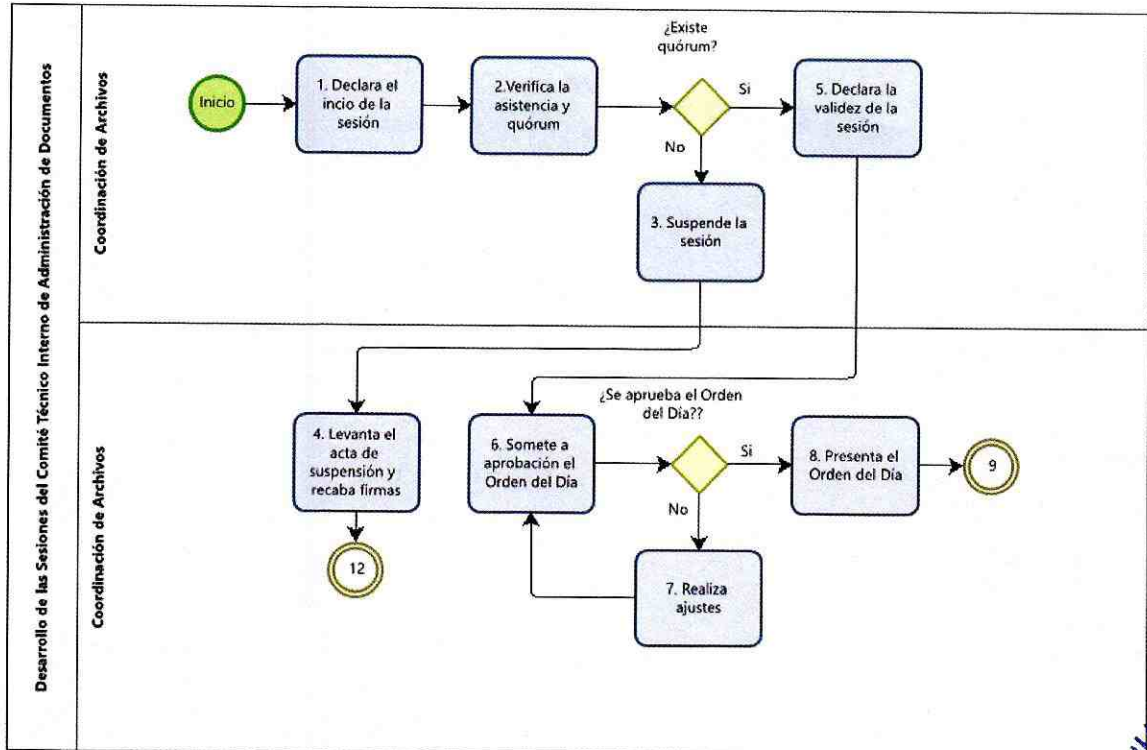 Desarrollo de las Sesiones del Comité Técnico Interno de Administración de Documentos
Coordinación de Archivos
Inicio
1. Declara el
incio de la
sesión
2.Verifica la
asistencia y
quórum
¿Existe
quórum?
Si
No
5. Declara la
validez de la
sesión
3. Suspende la
sesión
Coordinación de Archivos
4. Levanta el
acta de
suspensión y
recaba firmas
12
6. Somete a
aprobación el
Orden del Día
¿Se aprueba el Orden
del Día??
Si
No
8. Presenta el
Orden del Día
9
7. Realiza
ajustes